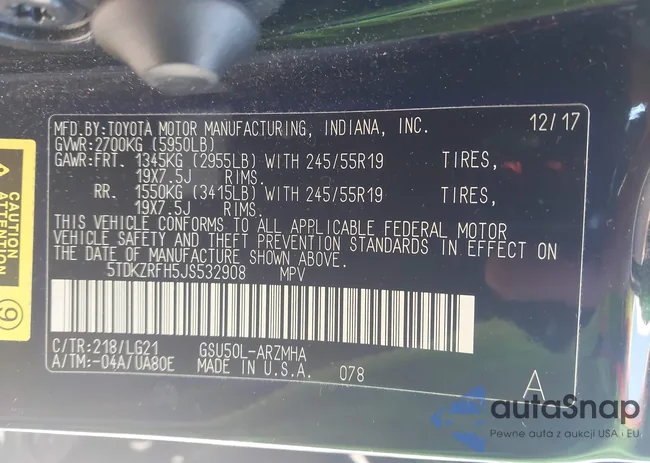 MFD.BY:TOYOTA MOTOR MANUFACTURING, INDIANA, INC. 12/17
GVWR:2700KG (5950LB)
GAWR:FRT. 1345KG (2955LB) WITH 245/55R19 TIRES,
19X7.5J RIMS.
RR. 1550KG (3415LB) WITH 245/55R19 TIRES,
19X7.5J RIMS.
THIS VEHICLE CONFORMS TO ALL APPLICABLE FEDERAL MOTOR
VEHICLE SAFETY AND THEFT PREVENTION STANDARDS IN EFFECT ON
THE DATE OF MANUFACTURE SHOWN ABOVE.
5TDKZRFH5JS532908 MPV
C/TR:218/LG21 GSU50L-ARZMHA
A/TM:-04A/UA80E MADE IN U.S.A. 078
A
CAUTION
ATTENTION
9
autaSnap
Pewne auta z aukcji USA i EU